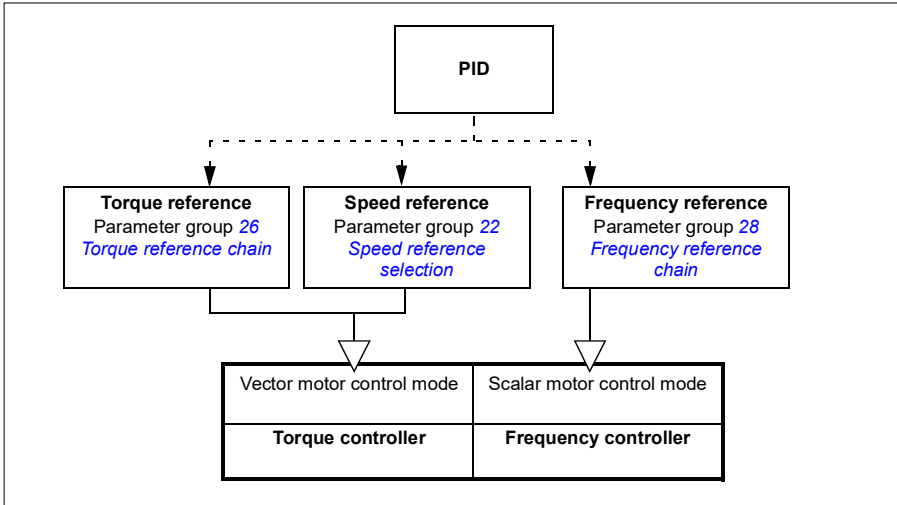 PID
Torque reference
Parameter group 26
Torque reference chain
Speed reference
Parameter group 22
Speed reference
selection
Frequency reference
Parameter group 28
Frequency reference
chain
Vector motor control mode
Scalar motor control mode
Torque controller
Frequency controller